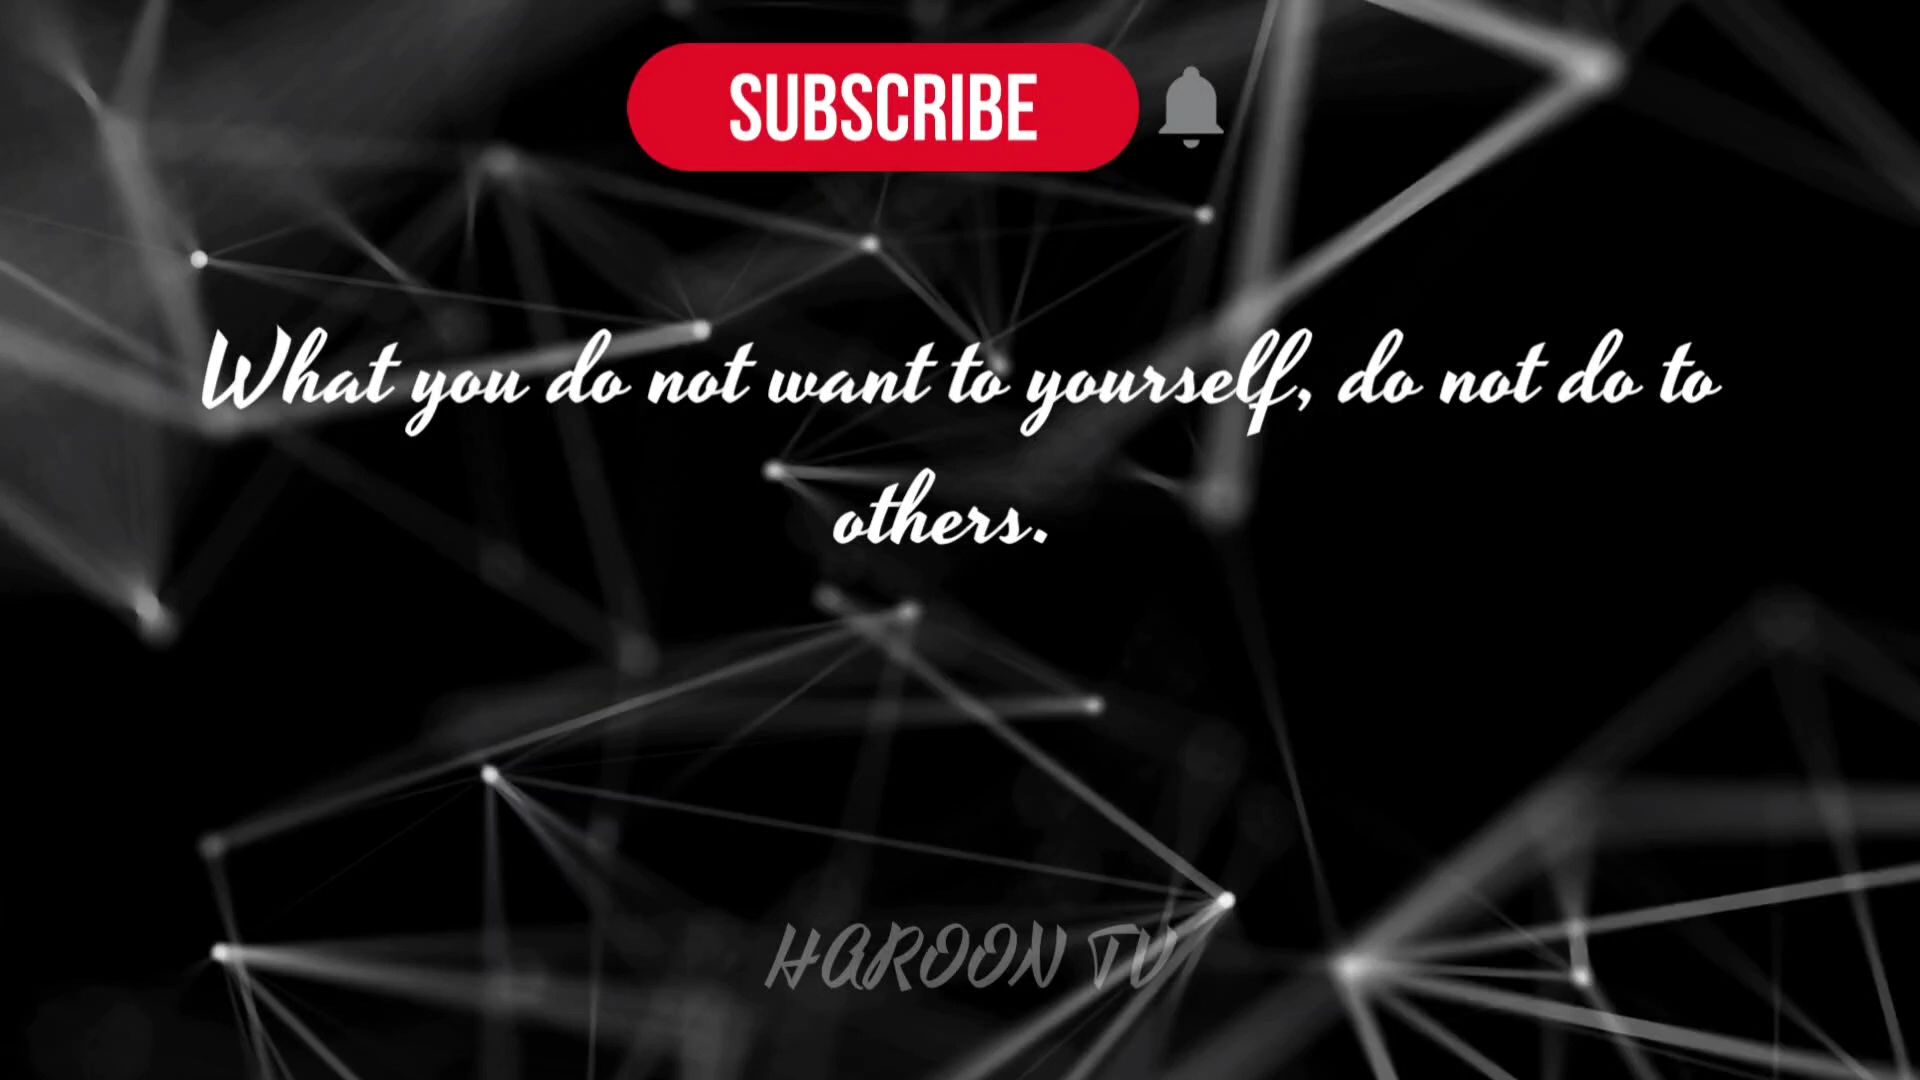 SUBSCRIBE
What you do not want to yourself, do not do to
others.
HAROON TV